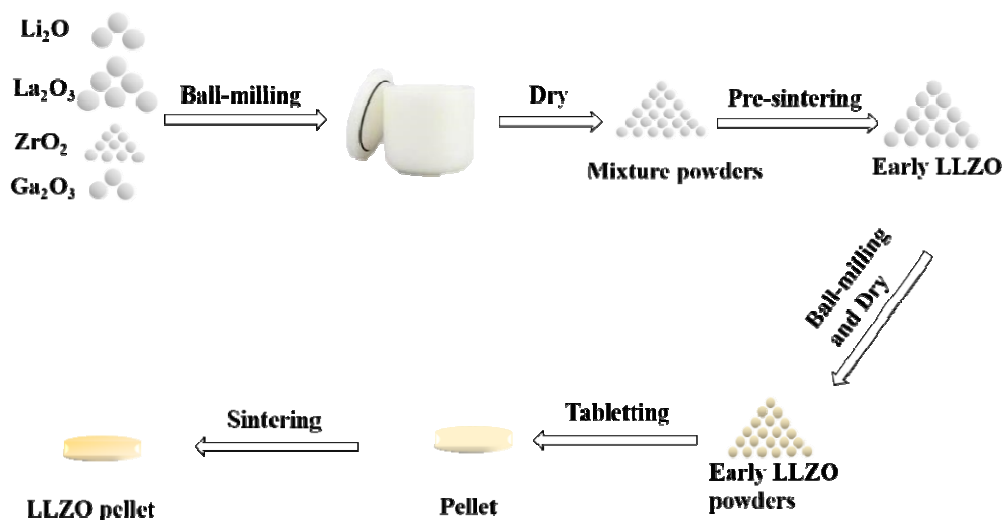 Li₂O
La₂O₃
ZrO₂
Ga₂O₃
Ball-milling
Dry
Mixture powders
Pre-sintering
Early LLZO
Ball-milling
and Dry
Early LLZO
powders
Tabletting
Pellet
Sintering
LLZO pellet